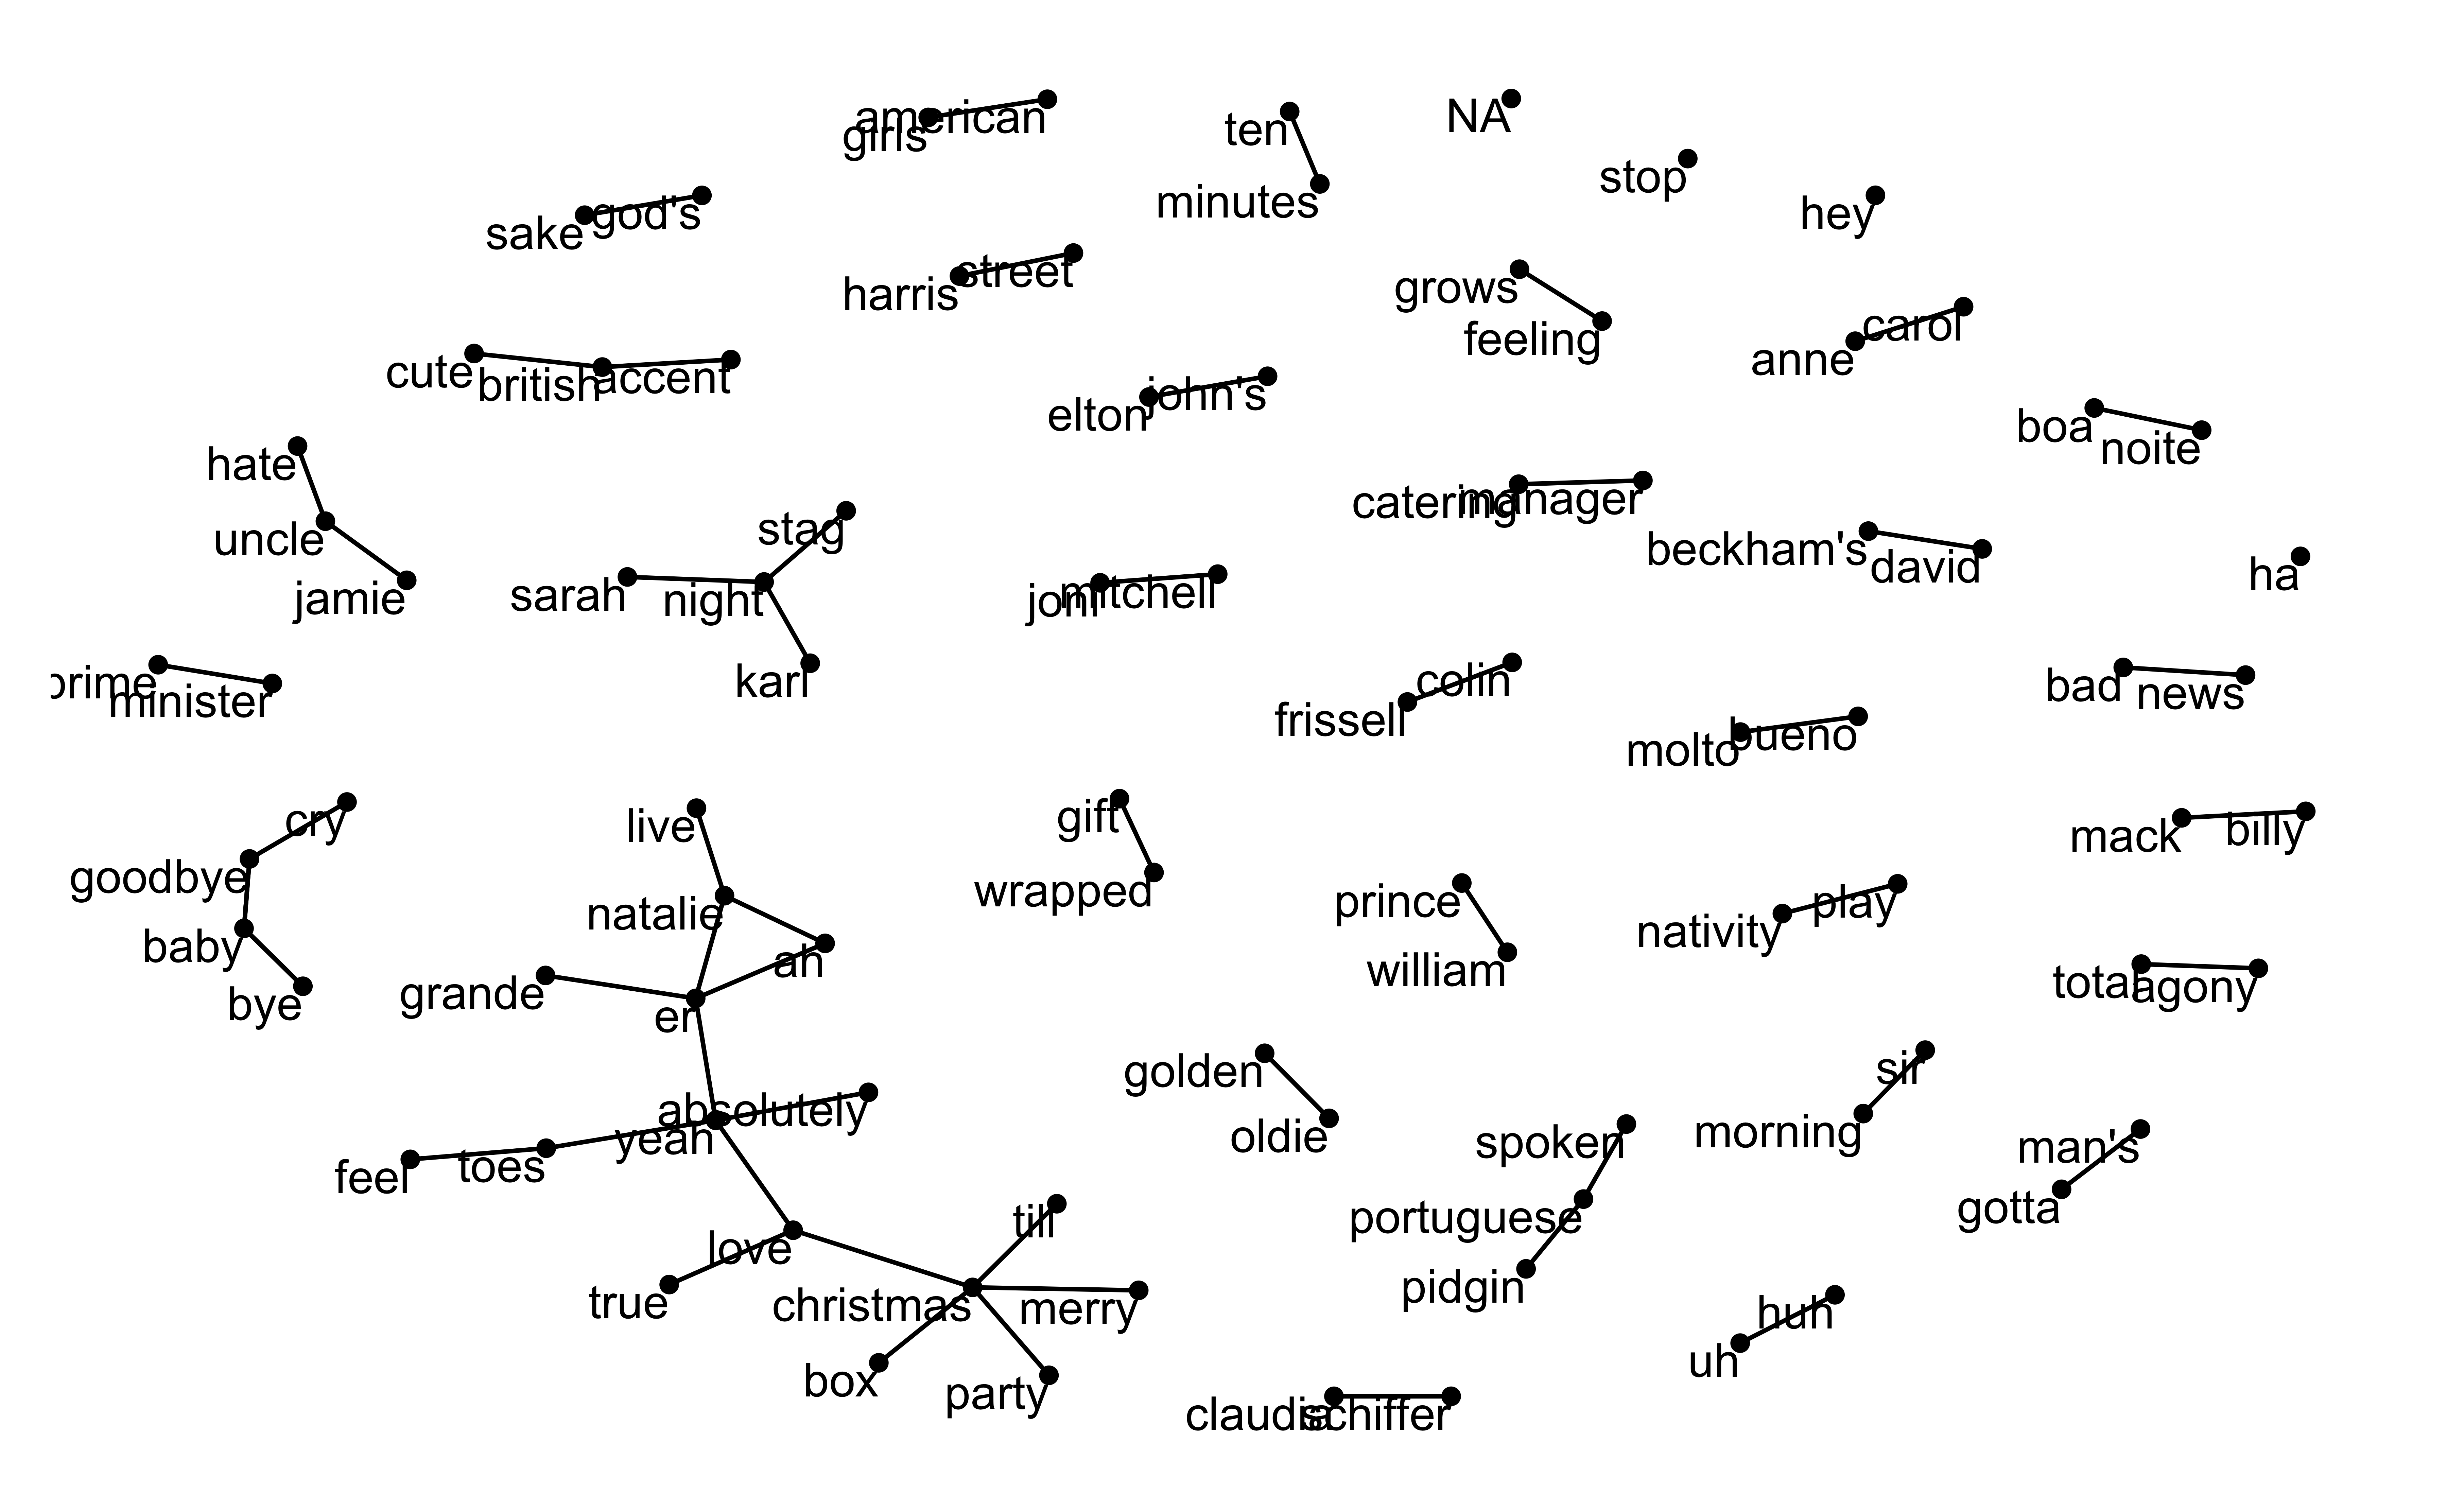 american
girls
ten
minutes
NA
stop
hey
sake
god's
harris
street
grows
feeling
anne
carol
cute
british
accent
elton
john's
boa
noite
hate
uncle
jamie
stag
sarah
night
karl
joni
mitchell
catering
manager
beckham's
david
ha
prime
minister
frissell
colin
bad
news
molto
bueno
cry
goodbye
baby
bye
live
natalie
ah
grande
er
gift
wrapped
prince
william
nativity
play
mack
billy
total
agony
absolutely
yeah
feel
toes
golden
oldie
spoken
portuguese
pidgin
morning
sir
man's
gotta
love
true
till
christmas
merry
box
party
uh
huh
claudia
schiffer